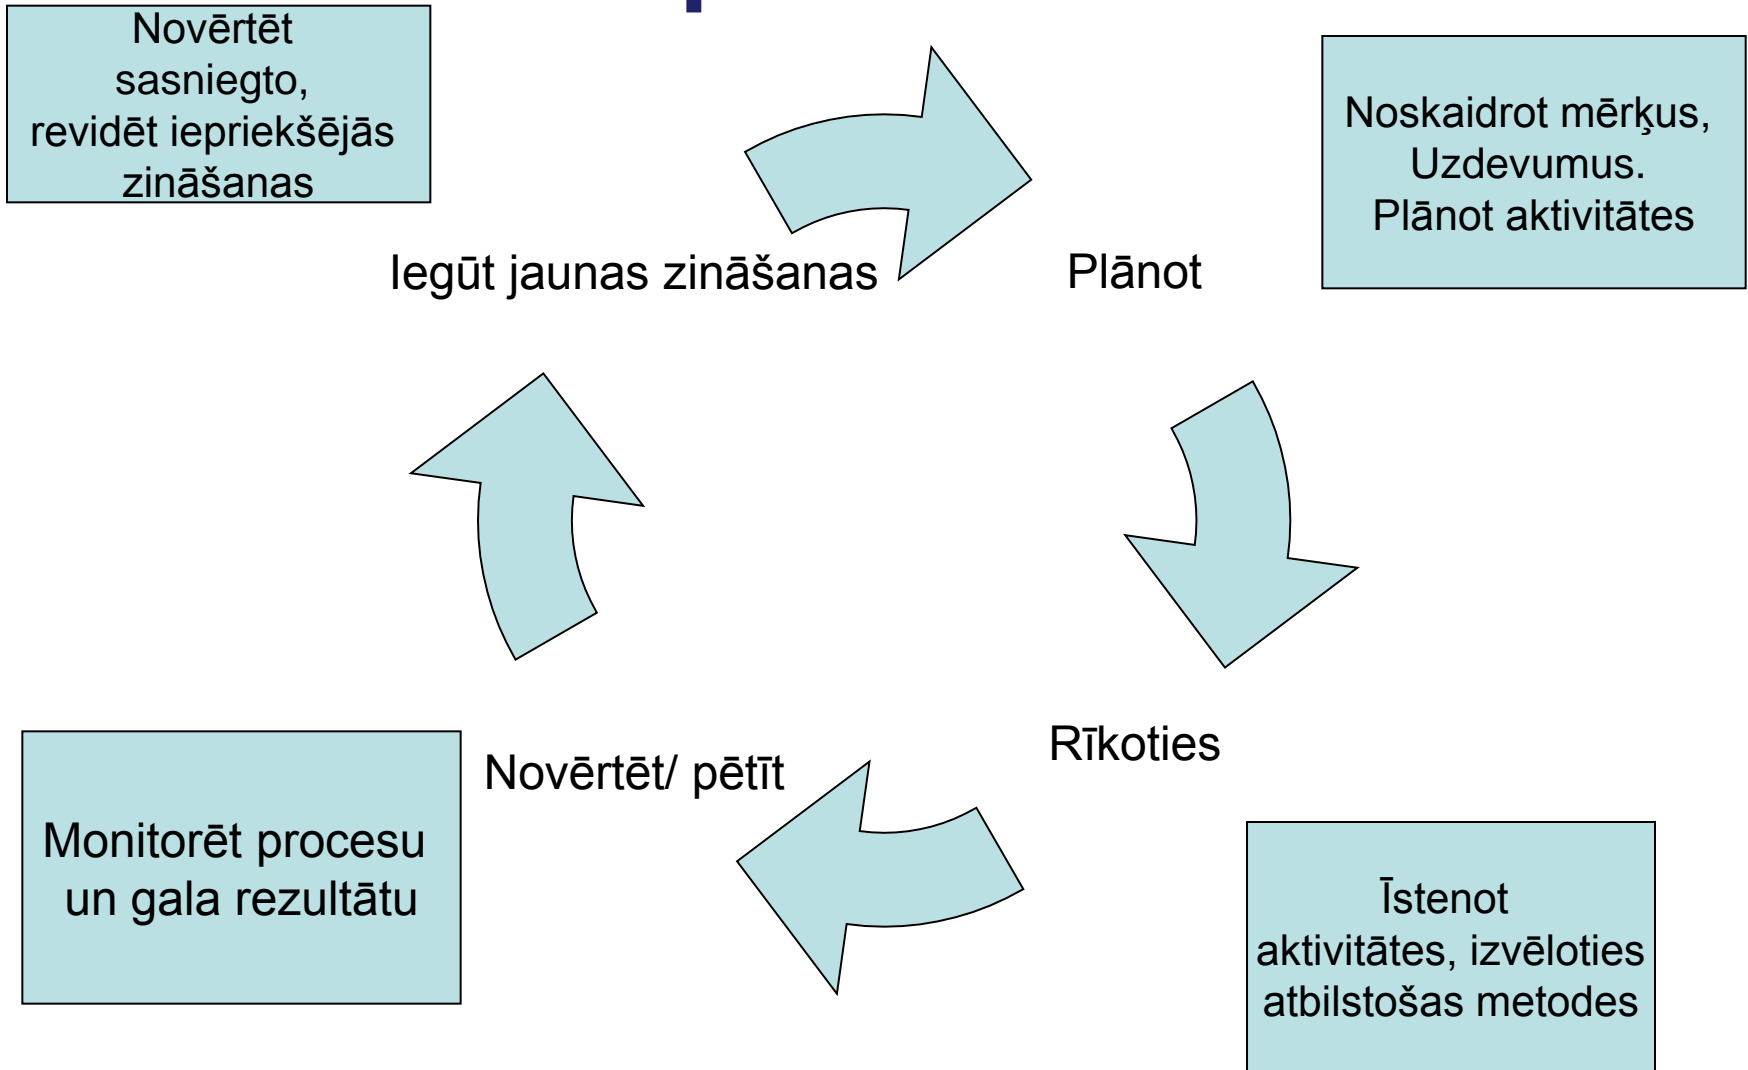 Novērtēt
sasniegto,
revidēt iepriekšējās
zināšanas
Noskaidrot mērķus,
Uzdevumus.
Plānot aktivitātes
Iegūt jaunas zināšanas
Plānot
Rīkoties
Novērtēt/ pētīt
Monitorēt procesu
un gala rezultātu
Īstenot
aktivitātes, izvēloties
atbilstošas metodes